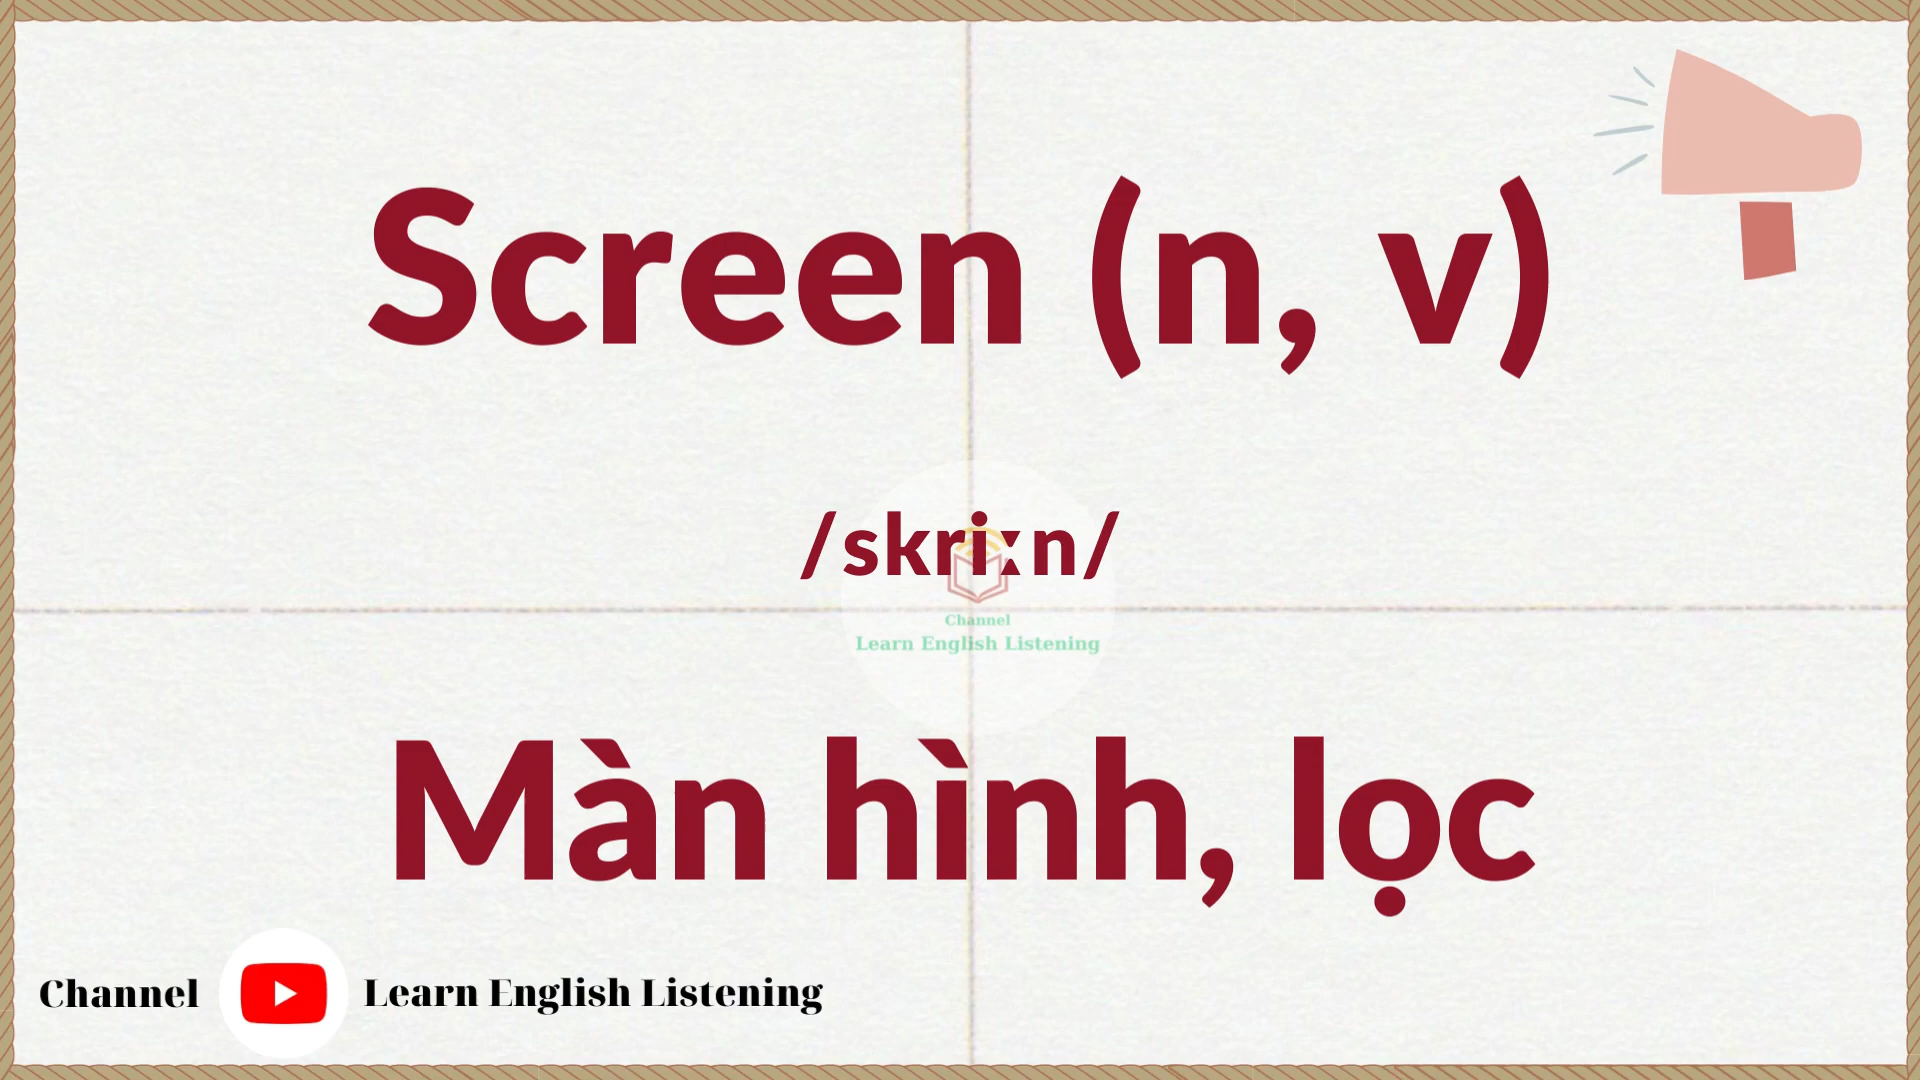 Screen (n, v)
/skriːn/
Channel
Learn English Listening
Màn hình, lọc
Channel Learn English Listening